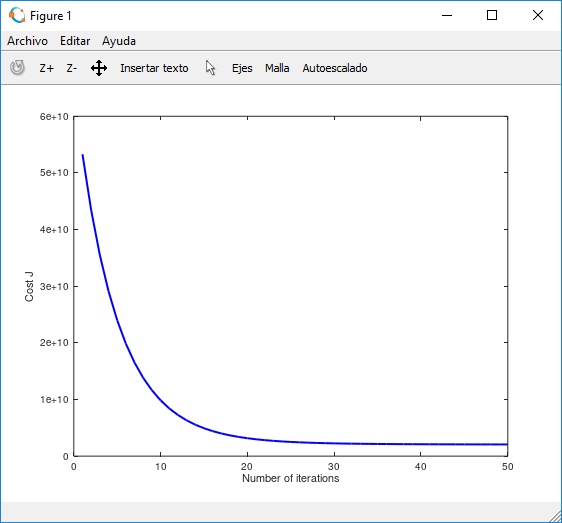 Figure 1
Archivo Editar Ayuda
Z+ Z- Insertar texto Ejes Malla Autoescalado
6e+10
5e+10
4e+10
3e+10
2e+10
1e+10
0
Cost J
0 10 20 30 40 50
Number of iterations